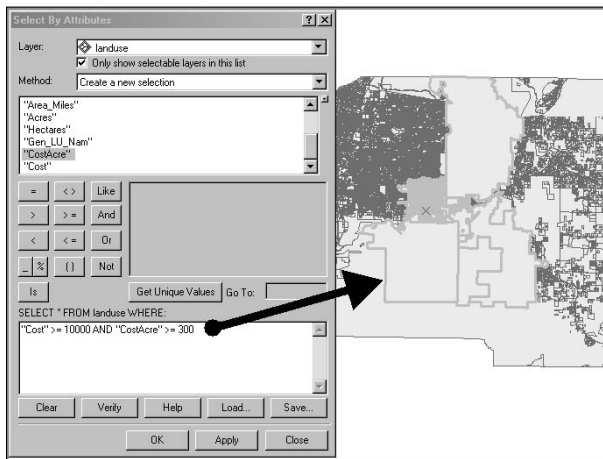 Select By Attributes
Layer: landuse
Only show selectable layers in this list
Method: Create a new selection
"Area_Miles"
"Acres"
"Hectares"
"Gen_LU_Nam"
"CostAcre"
"Cost"
= < > Like
> > = And
< < = Or
_ % ( ) Not
Is Get Unique Values Go To:
SELECT * FROM landuse WHERE:
"Cost" >= 10000 AND "CostAcre" >= 300
Clear Verify Help Load... Save...
OK Apply Close